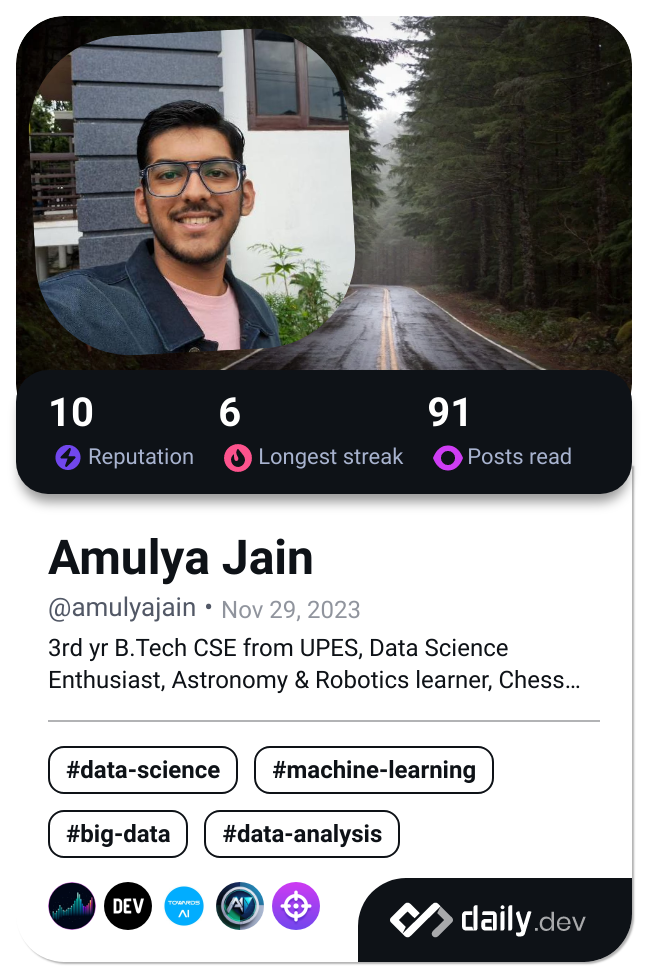 10 6 91
Reputation Longest streak Posts read
Amulya Jain
@amulyajain • Nov 29, 2023
3rd yr B.Tech CSE from UPES, Data Science
Enthusiast, Astronomy & Robotics learner, Chess...
#data-science #machine-learning
#big-data #data-analysis
DEV TOWARDS AI
daily.dev